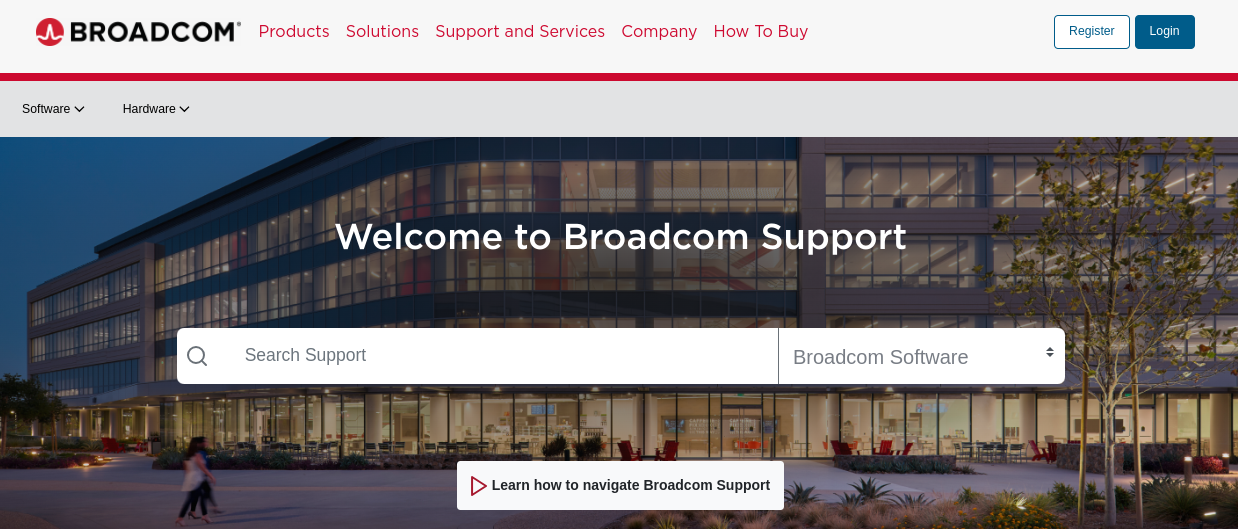 BROADCOM® Products Solutions Support and Services Company How To Buy Register Login
Software Hardware
Welcome to Broadcom Support
Search Support Broadcom Software
Learn how to navigate Broadcom Support